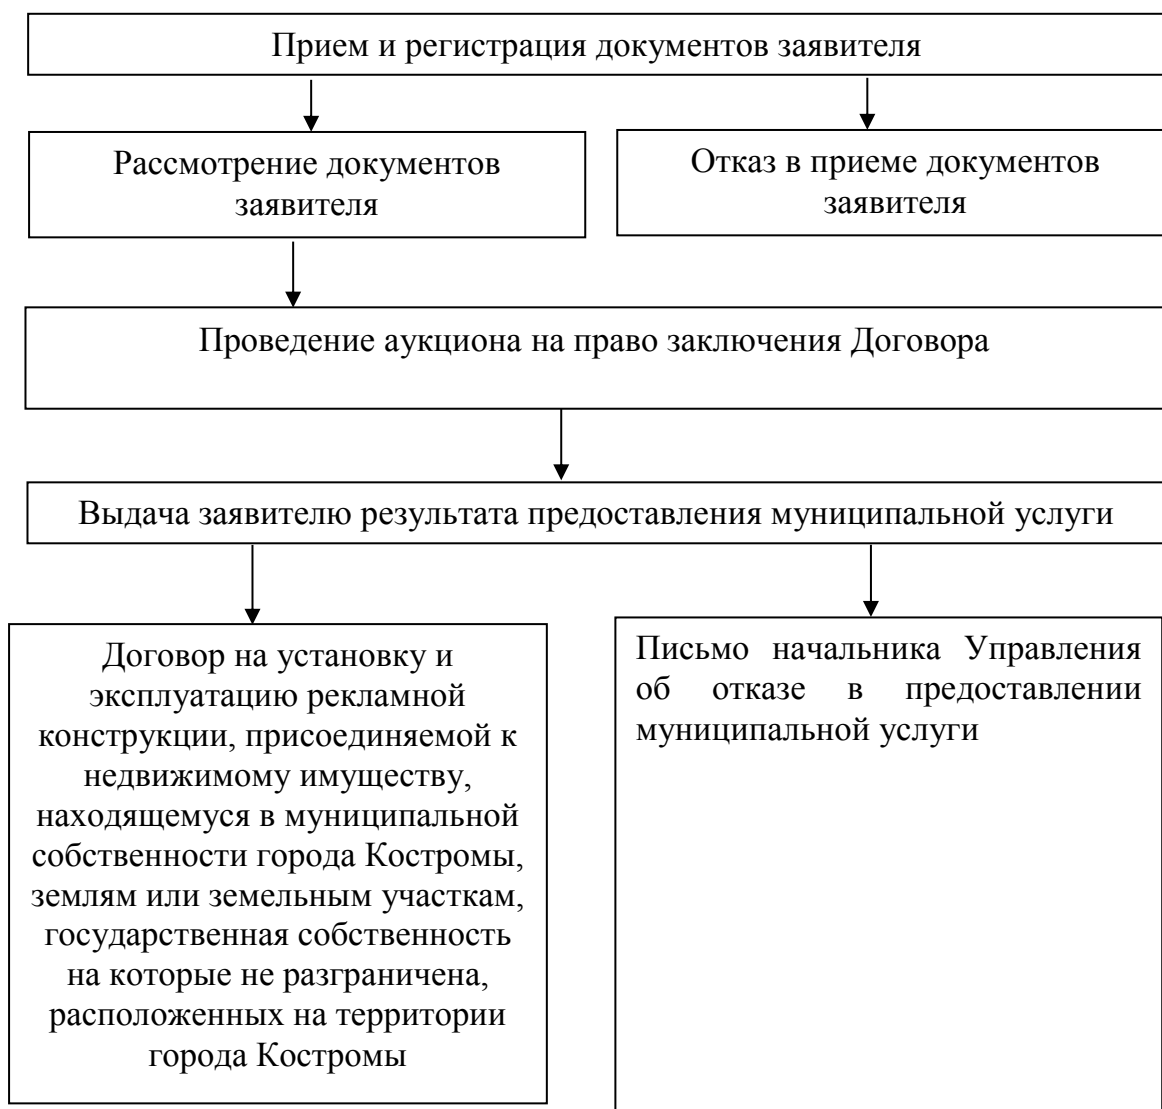 Прием и регистрация документов заявителя
Рассмотрение документов
заявителя
Отказ в приеме документов
заявителя
Проведение аукциона на право заключения Договора
Выдача заявителю результата предоставления муниципальной услуги
Договор на установку и
эксплуатацию рекламной
конструкции, присоединяемой к
недвижимому имуществу,
находящемуся в муниципальной
собственности города Костромы,
землям или земельным участкам,
государственная собственность
на которые не разграничена,
расположенных на территории
города Костромы
Письмо начальника Управления
об отказе в предоставлении
муниципальной услуги